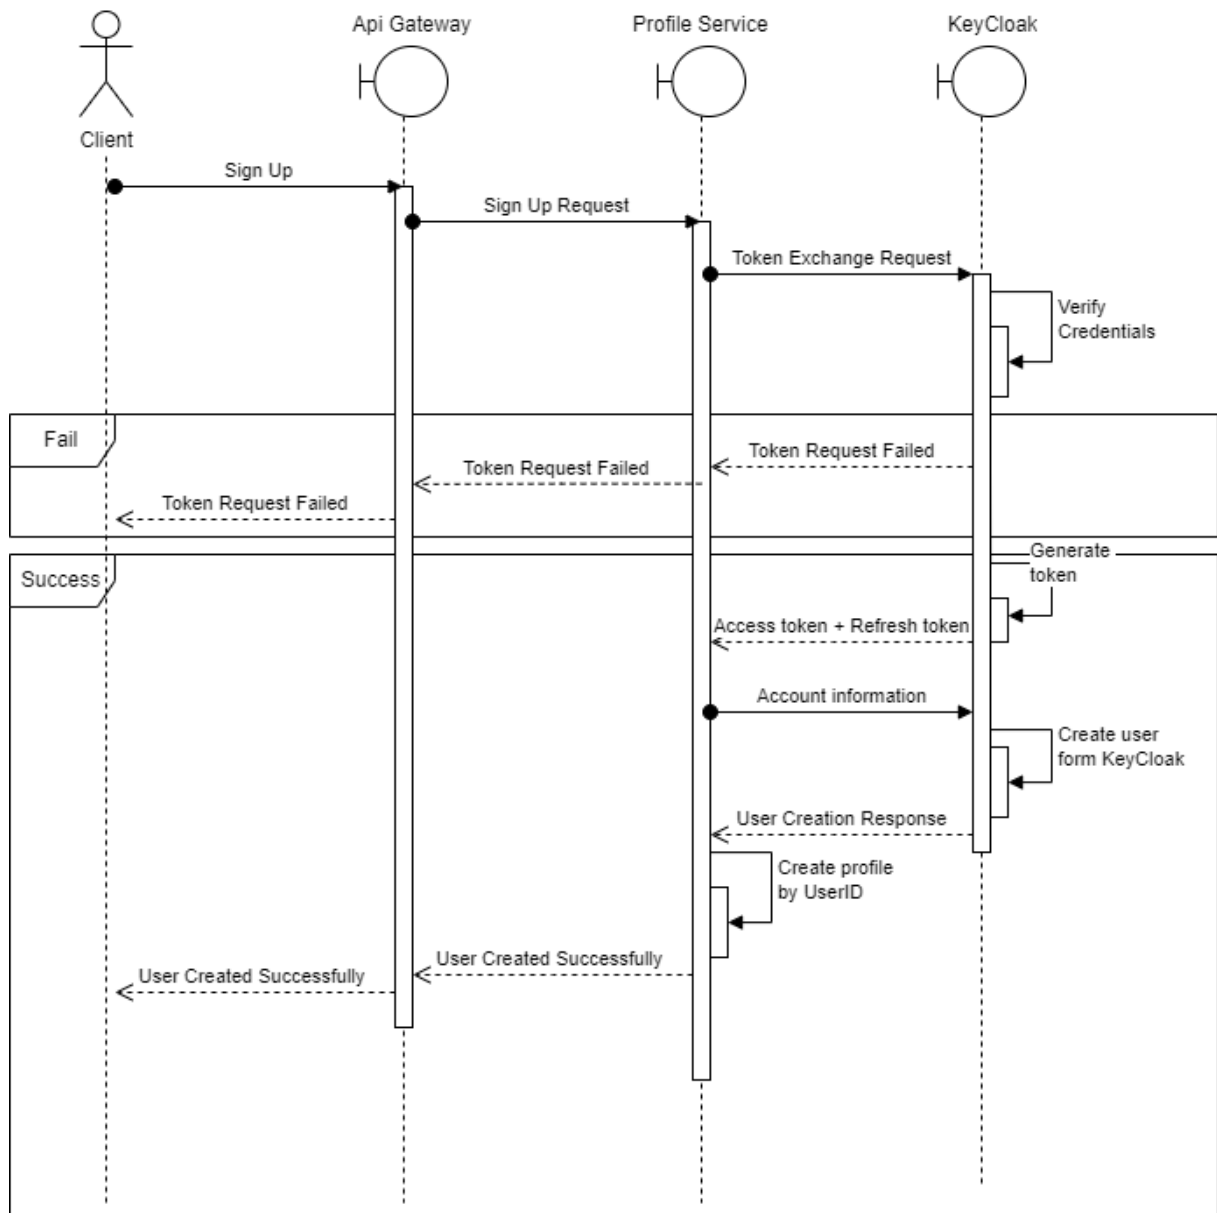 Api Gateway
Profile Service
KeyCloak
Client
Sign Up
Sign Up Request
Token Exchange Request
Verify
Credentials
Fail
Token Request Failed
Token Request Failed
Token Request Failed
Success
Generate
token
Access token + Refresh token
Account information
Create user
form KeyCloak
User Creation Response
Create profile
by UserID
User Created Successfully
User Created Successfully